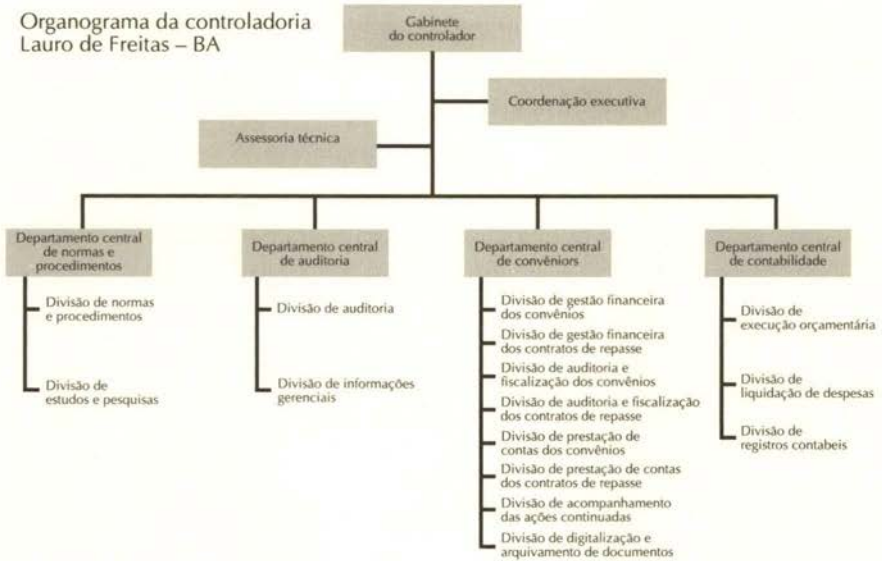 Organograma da controladoria
Lauro de Freitas – BA
Gabinete
do controlador
Coordenação executiva
Assessoria técnica
Departamento central
de normas e
procedimentos
Divisão de normas
e procedimentos
Divisão de
estudos e pesquisas
Departamento central
de auditoria
Divisão de auditoria
Divisão de informações
gerenciais
Departamento central
de convêniors
Divisão de gestão financeira
dos convênios
Divisão de gestão financeira
dos contratos de repasse
Divisão de auditoria e
fiscalização dos convênios
Divisão de auditoria e fiscalização
dos contratos de repasse
Divisão de prestação de
contas dos convênios
Divisão de prestação de contas
dos contratos de repasse
Divisão de acompanhamento
das ações continuadas
Divisão de digitalização e
arquivamento de documentos
Departamento central
de contabilidade
Divisão de
execução orçamentária
Divisão de
liquidação de despesas
Divisão de
registros contabeis